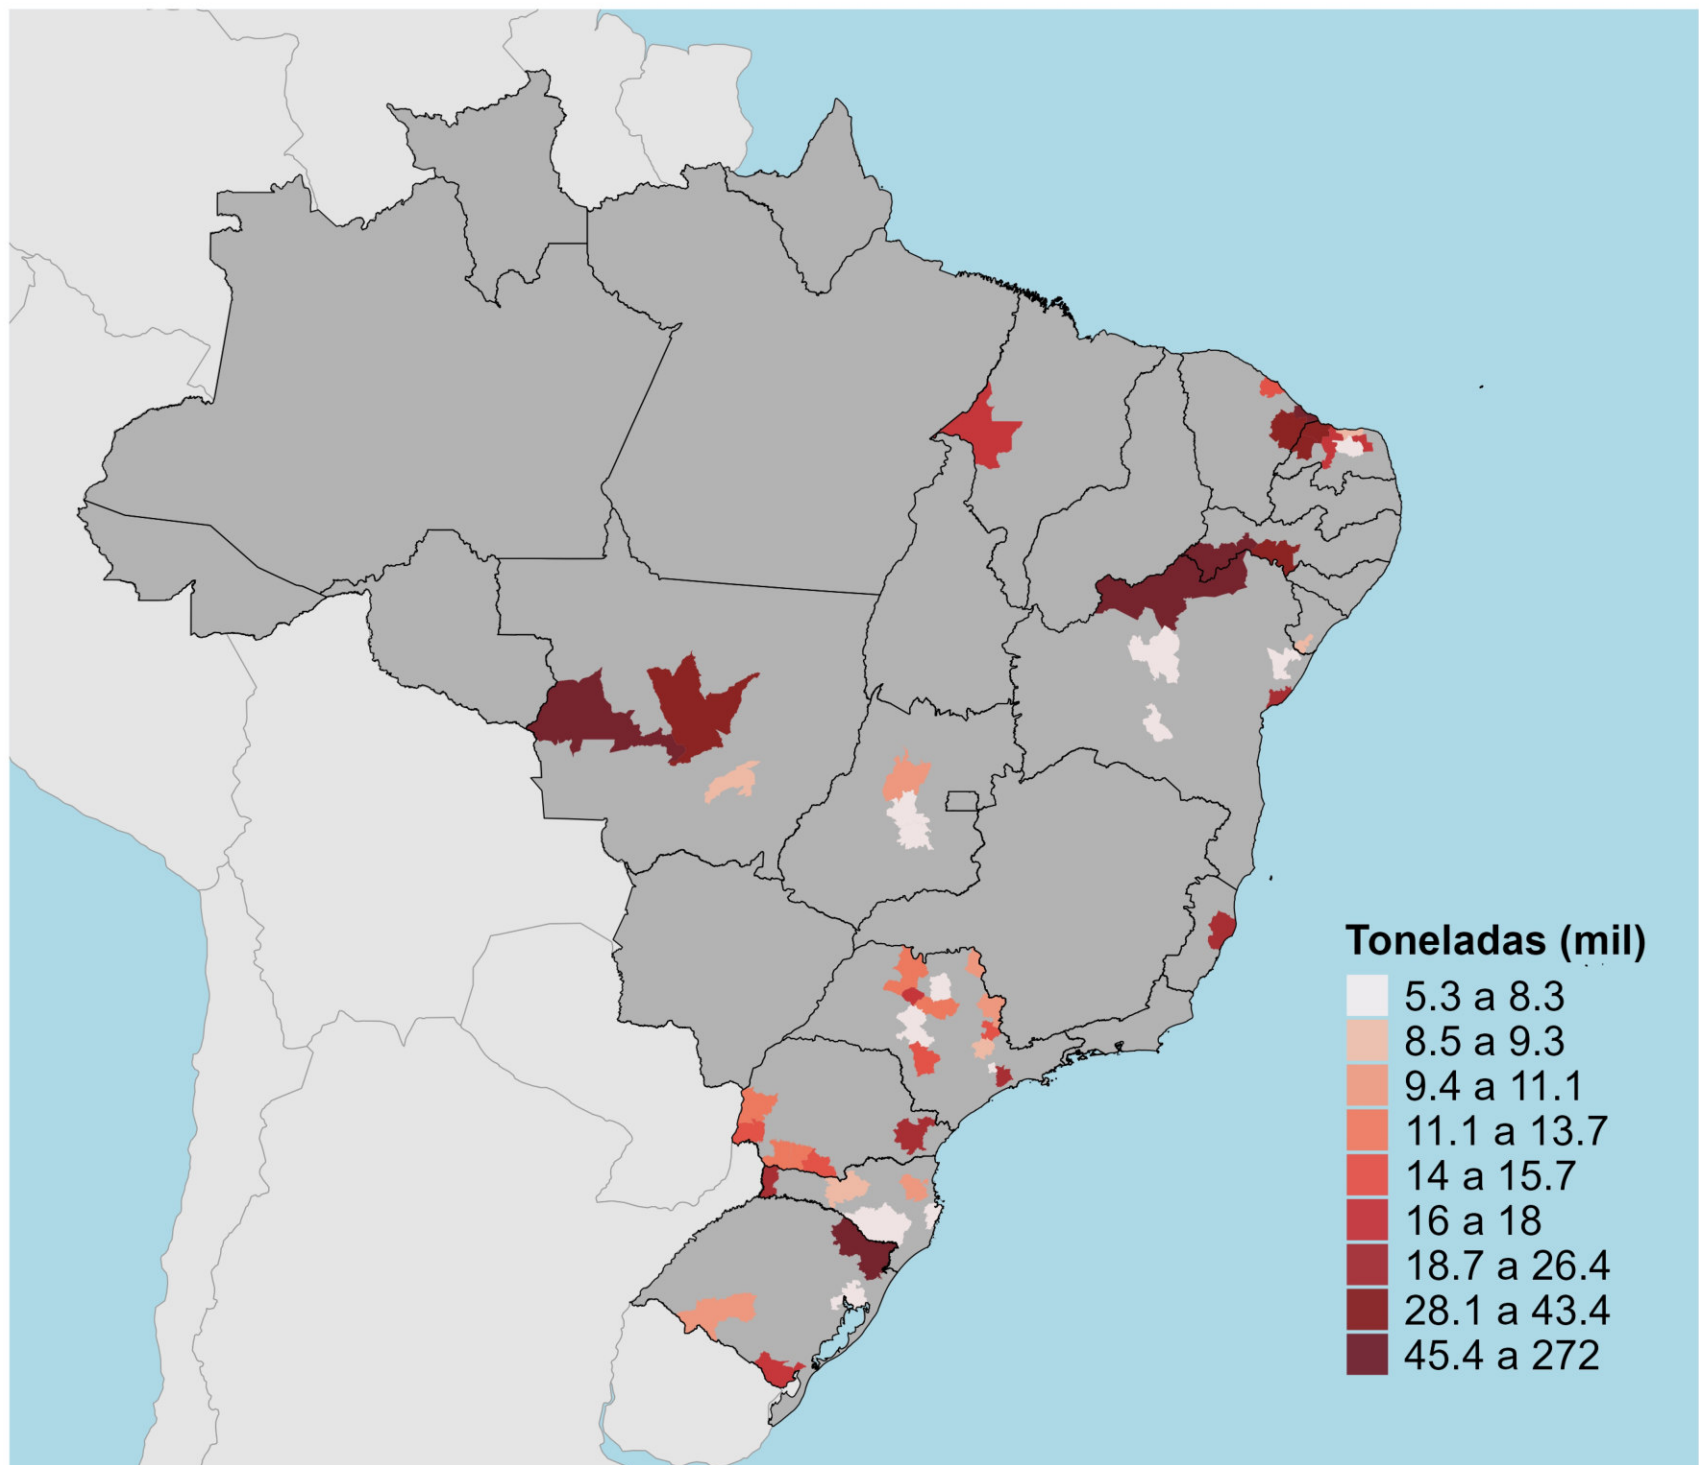 Toneladas (mil)
5.3 a 8.3
8.5 a 9.3
9.4 a 11.1
11.1 a 13.7
14 a 15.7
16 a 18
18.7 a 26.4
28.1 a 43.4
45.4 a 272